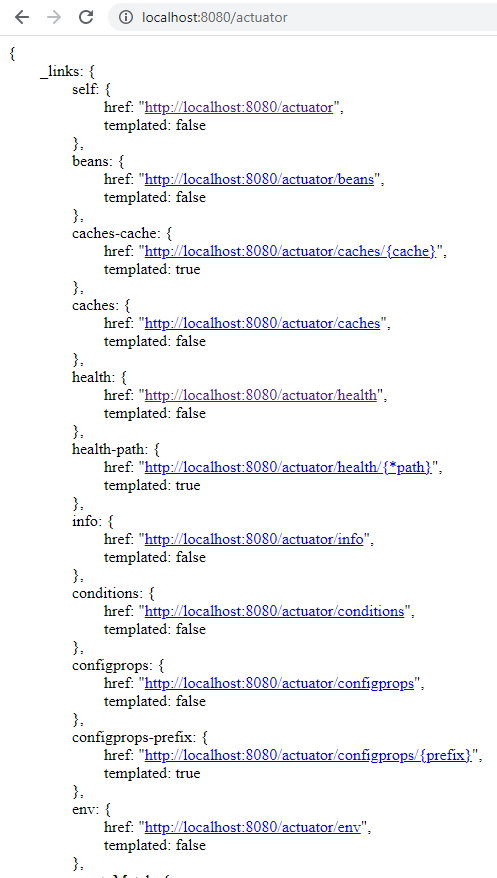 localhost:8080/actuator
{
_links: {
self: {
href: "http://localhost:8080/actuator",
templated: false
},
beans: {
href: "http://localhost:8080/actuator/beans",
templated: false
},
caches-cache: {
href: "http://localhost:8080/actuator/caches/{cache}",
templated: true
},
caches: {
href: "http://localhost:8080/actuator/caches",
templated: false
},
health: {
href: "http://localhost:8080/actuator/health",
templated: false
},
health-path: {
href: "http://localhost:8080/actuator/health/{*path}",
templated: true
},
info: {
href: "http://localhost:8080/actuator/info",
templated: false
},
conditions: {
href: "http://localhost:8080/actuator/conditions",
templated: false
},
configprops: {
href: "http://localhost:8080/actuator/configprops",
templated: false
},
configprops-prefix: {
href: "http://localhost:8080/actuator/configprops/{prefix}",
templated: true
},
env: {
href: "http://localhost:8080/actuator/env",
templated: false
},